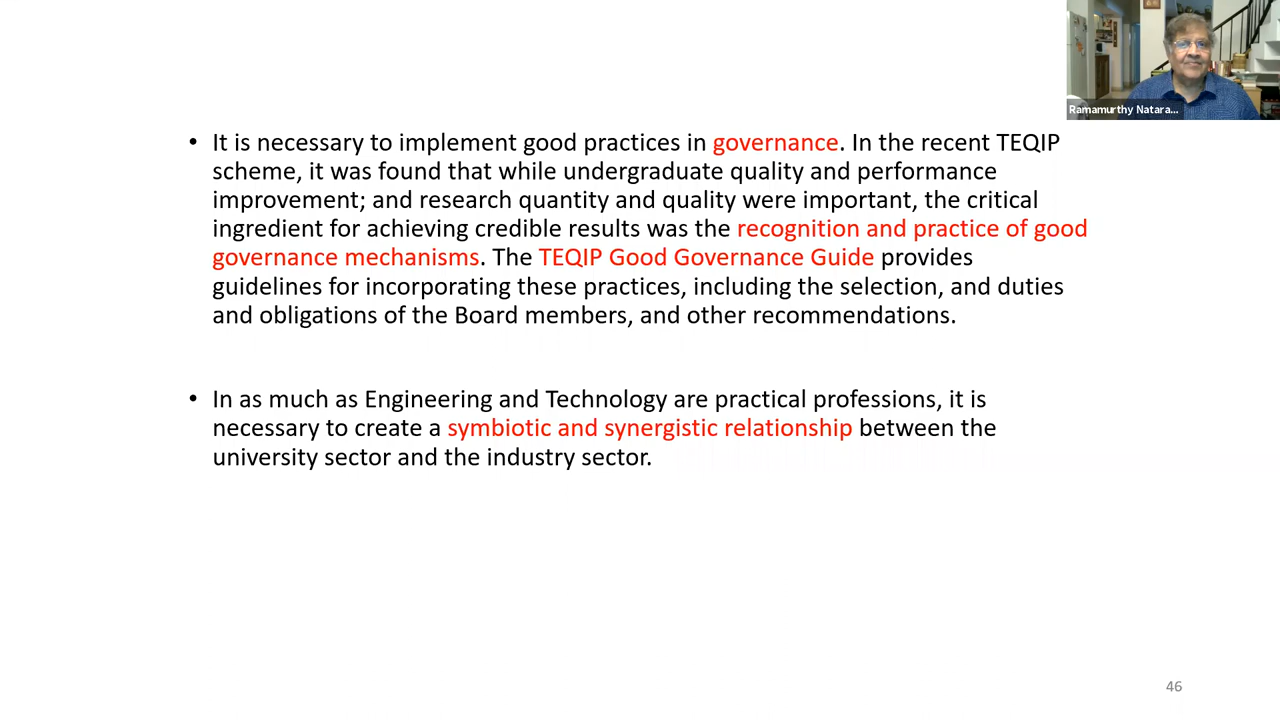 Ramamurthy Natara...
• It is necessary to implement good practices in governance. In the recent TEQIP
scheme, it was found that while undergraduate quality and performance
improvement; and research quantity and quality were important, the critical
ingredient for achieving credible results was the recognition and practice of good
governance mechanisms. The TEQIP Good Governance Guide provides
guidelines for incorporating these practices, including the selection, and duties
and obligations of the Board members, and other recommendations.
• In as much as Engineering and Technology are practical professions, it is
necessary to create a symbiotic and synergistic relationship between the
university sector and the industry sector.
46